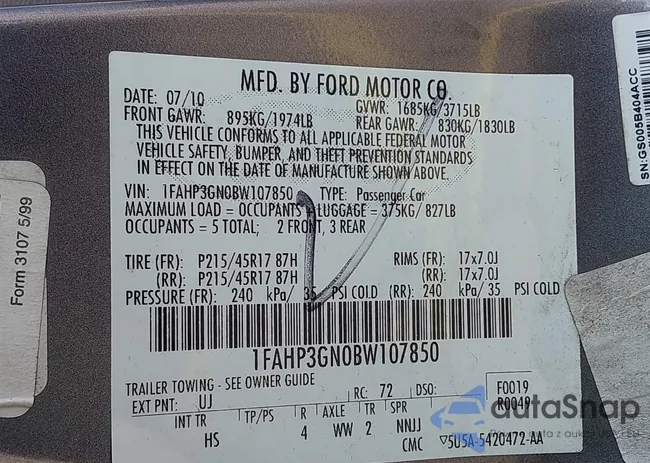 MFD. BY FORD MOTOR CO.
DATE: 07/10
GVWR: 1685KG/3715LB
FRONT GAWR: 895KG/1974LB
REAR GAWR: 830KG/1830LB
THIS VEHICLE CONFORMS TO ALL APPLICABLE FEDERAL MOTOR
VEHICLE SAFETY, BUMPER, AND THEFT PREVENTION STANDARDS
IN EFFECT ON THE DATE OF MANUFACTURE SHOWN ABOVE.
VIN: 1FAHP3GN0BW107850 TYPE: Passenger Car
MAXIMUM LOAD = OCCUPANTS + LUGGAGE = 375KG/ 827LB
OCCUPANTS = 5 TOTAL; 2 FRONT, 3 REAR
TIRE (FR): P215/45R17 87H RIMS (FR): 17x7.0J
(RR): P215/45R17 87H (RR): 17x7.0J
PRESSURE (FR): 240 kPa/ 35 PSI COLD (RR): 240 kPa/ 35 PSI COLD
1FAHP3GN0BW107850
TRAILER TOWING - SEE OWNER GUIDE
EXT PNT: UJ RC: 72 DSO: F0019
R0049
INT TR TP/PS R AXLE TR SPR
HS 4 WW 2 NNJJ
CMC ▽5U5A-5420472-AA
Form 3107 5/99
SN:GS005B404ACC
autoSnap